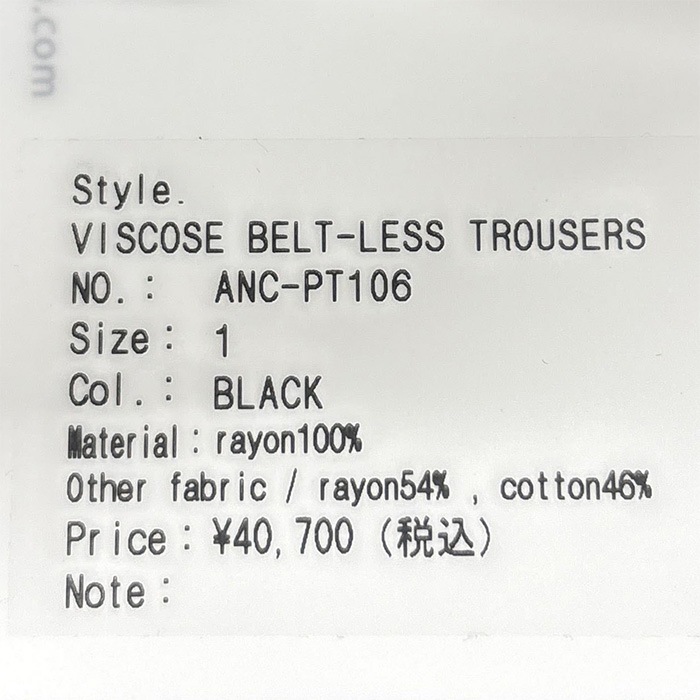 .com
Style.
VISCOSE BELT-LESS TROUSERS
NO.: ANC-PT106
Size: 1
Col.: BLACK
Material: rayon100%
Other fabric / rayon54% , cotton46%
Price: ¥40,700 (税込)
Note: